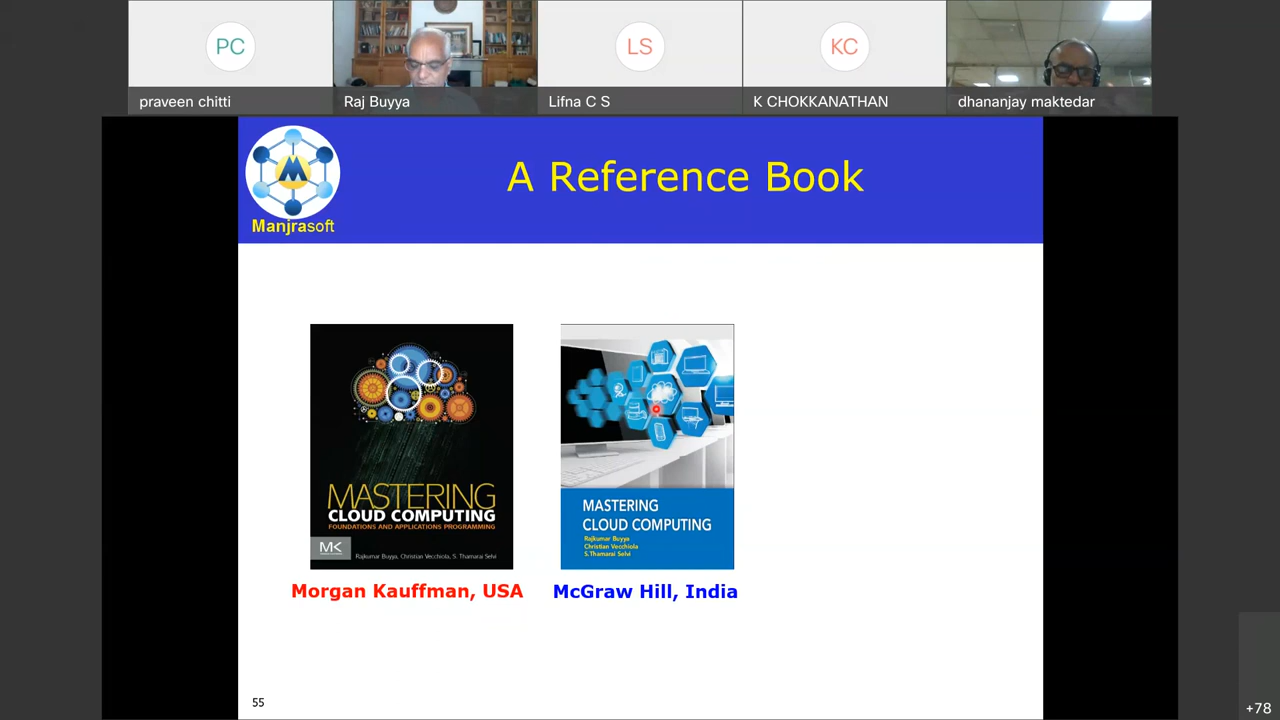 PC
LS
KC
praveen chitti
Raj Buyya
Lifna C S
K CHOKKANATHAN
dhananjay maktedar
M
Manjrasoft
A Reference Book
MASTERING
CLOUD COMPUTING
FOUNDATIONS AND APPLICATIONS PROGRAMMING
MK
Rajkumar Buyya, Christian Vecchiola, S. Thamarai Selvi
Morgan Kauffman, USA
MASTERING
CLOUD COMPUTING
Rajkumar Buyya
Christian Vecchiola
S.Thamarai Selvi
McGraw Hill, India
55
+78